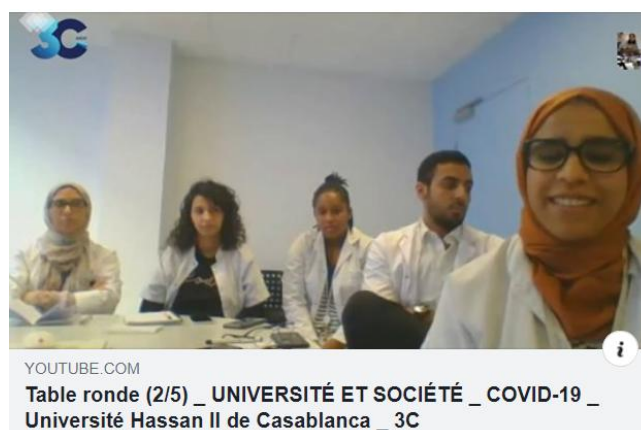 3C
YOUTUBE.COM
Table ronde (2/5) _ UNIVERSITÉ ET SOCIÉTÉ _ COVID-19 _
Université Hassan II de Casablanca _ 3C